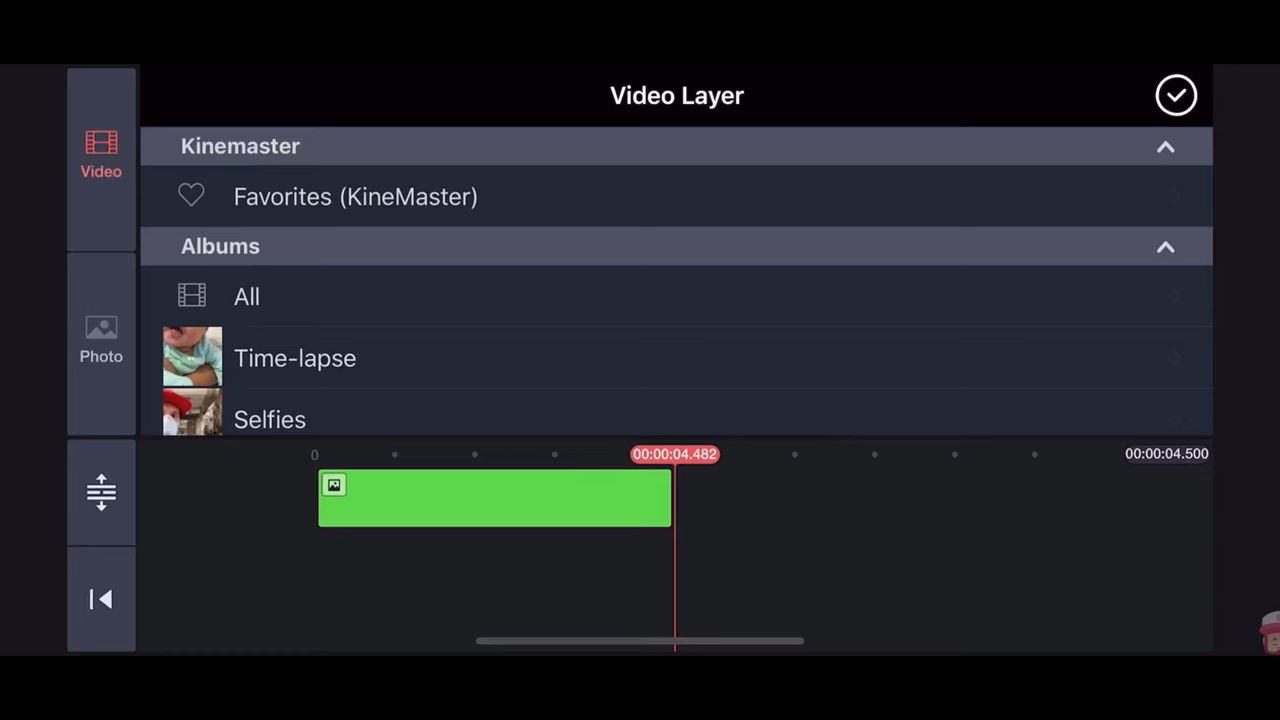 Video Layer
Video
Kinemaster
Favorites (KineMaster)
Albums
All
Photo
Time-lapse
Selfies
0
00:00:04.482
00:00:04.500